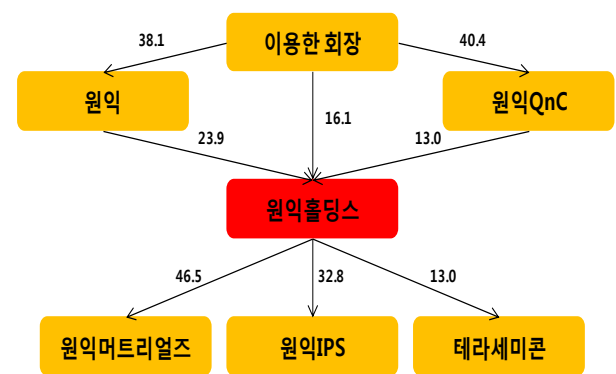 이용한 회장
38.1
40.4
원익
원익QnC
16.1
23.9
13.0
원익홀딩스
46.5
32.8
13.0
원익머트리얼즈
원익IPS
테라세미콘